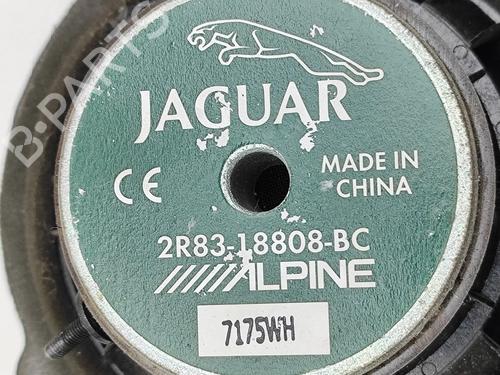 JAGUAR
CE
MADE IN
CHINA
2R83-18808-BC
ALPINE
7175WH
B-PARTS